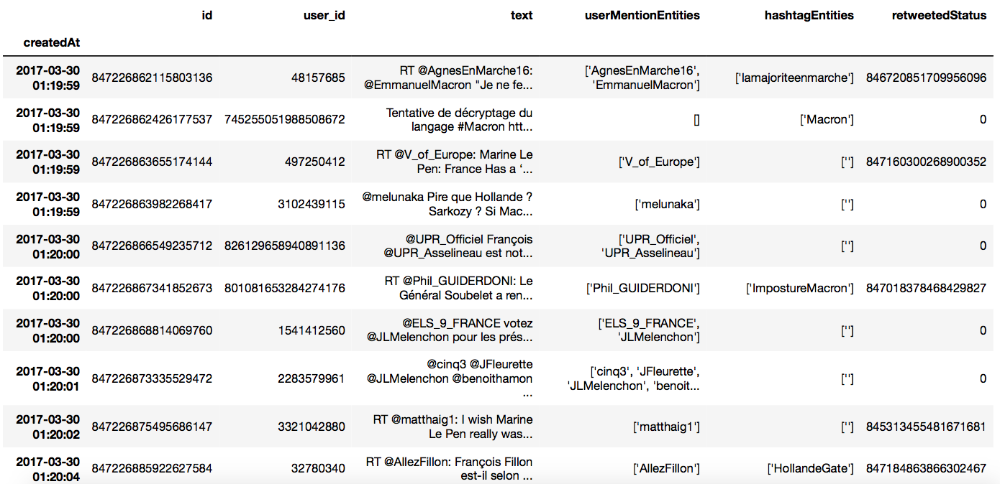 id user_id text userMentionEntities hashtagEntities retweetedStatus
createdAt
2017-03-30 01:19:59 847226862115803136 48157685 RT @AgnesEnMarche16: @EmmanuelMacron "Je ne fe... ['AgnesEnMarche16', 'EmmanuelMacron'] ['lamajoriteenmarche'] 846720851709956096
2017-03-30 01:19:59 847226862426177537 745255051988508672 Tentative de décryptage du langage #Macron htt... [] ['Macron'] 0
2017-03-30 01:19:59 847226863655174144 497250412 RT @V_of_Europe: Marine Le Pen: France Has a ‘... ['V_of_Europe'] [''] 847160300268900352
2017-03-30 01:19:59 847226863982268417 3102439115 @melunaka Pire que Hollande ? Sarkozy ? Si Mac... ['melunaka'] [''] 0
2017-03-30 01:20:00 847226866549235712 826129658940891136 @UPR_Officiel François @UPR_Asselineau est not... ['UPR_Officiel', 'UPR_Asselineau'] [''] 0
2017-03-30 01:20:00 847226867341852673 801081653284274176 RT @Phil_GUIDERDONI: Le Général Soubelet a ren... ['Phil_GUIDERDONI'] ['ImpostureMacron'] 847018378468429827
2017-03-30 01:20:00 847226868814069760 1541412560 @ELS_9_FRANCE votez @JLMelenchon pour les prés... ['ELS_9_FRANCE', 'JLMelenchon'] [''] 0
2017-03-30 01:20:01 847226873335529472 2283579961 @cinq3 @JFleurette @JLMelenchon @benoithamon ... ['cinq3', 'JFleurette', 'JLMelenchon', 'benoit... [''] 0
2017-03-30 01:20:02 847226875495686147 3321042880 RT @matthaig1: I wish Marine Le Pen really was... ['matthaig1'] [''] 845313455481671681
2017-03-30 01:20:04 847226885922627584 32780340 RT @AllezFillon: François Fillon est-il selon ... ['AllezFillon'] ['HollandeGate'] 847184863866302467